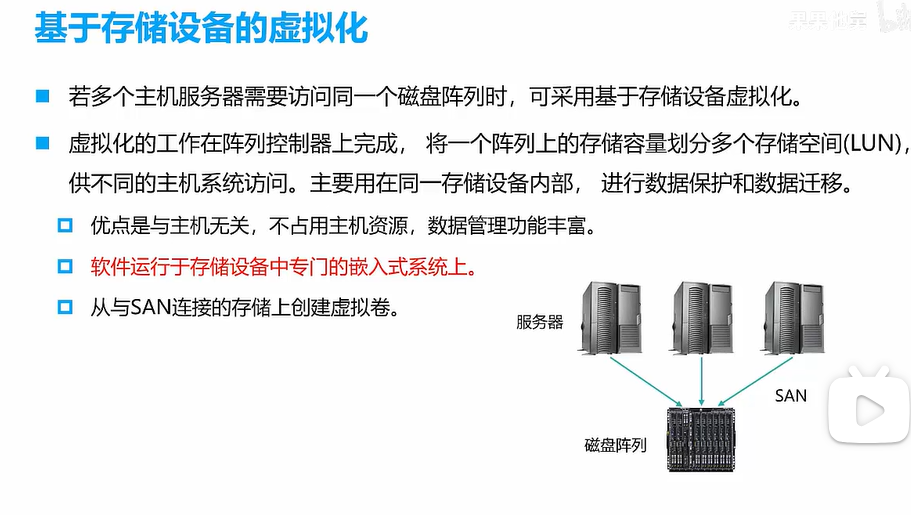 基于存储设备的虚拟化
若多个主机服务器需要访问同一个磁盘阵列时，可采用基于存储设备虚拟化。
虚拟化的工作在阵列控制器上完成， 将一个阵列上的存储容量划分多个存储空间(LUN)，
供不同的主机系统访问。主要用在同一存储设备内部， 进行数据保护和数据迁移。
优点是与主机无关，不占用主机资源，数据管理功能丰富。
软件运行于存储设备中专门的嵌入式系统上。
从与SAN连接的存储上创建虚拟卷。
服务器
SAN
磁盘阵列